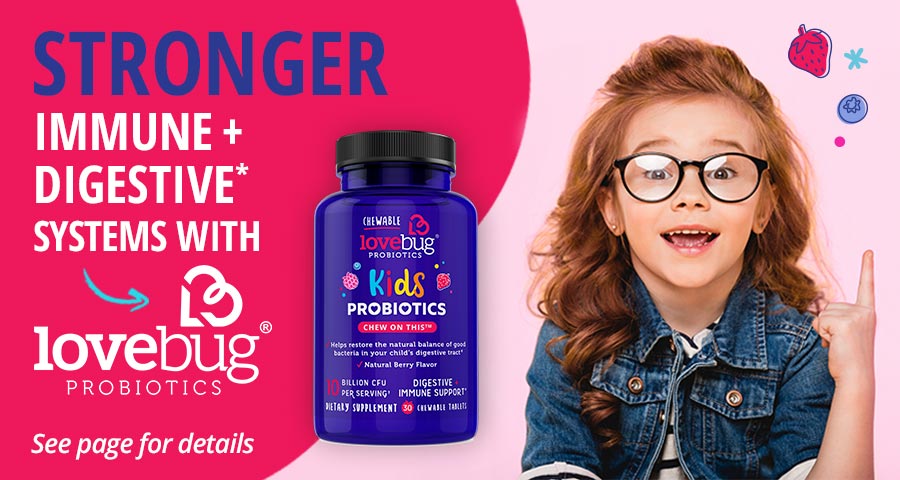 STRONGER
IMMUNE +
DIGESTIVE*
SYSTEMS WITH
lovebug®
PROBIOTICS
See page for details
CHEWABLE
lovebug®
PROBIOTICS
Kids
PROBIOTICS
CHEW ON THIS™
Helps restore the natural balance of good
bacteria in your child's digestive tract†
✓ Natural Berry Flavor
10 BILLION CFU
PER SERVING†
DIGESTIVE +
IMMUNE SUPPORT†
DIETARY SUPPLEMENT 30 CHEWABLE TABLETS